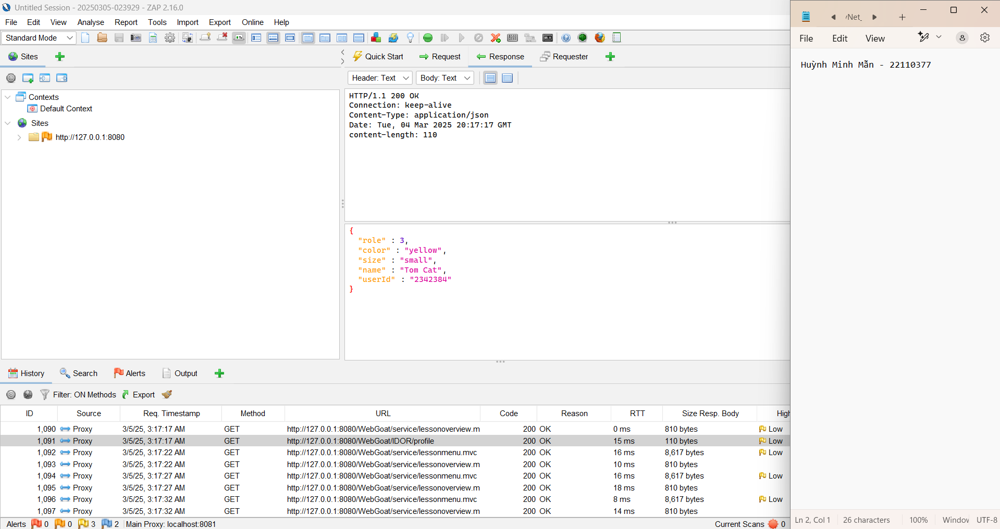 Untitled Session - 20250305-023929 - ZAP 2.16.0
File Edit View Analyse Report Tools Import Export Online Help
Standard Mode
Sites
Quick Start Request Response Requester
Header: Text Body: Text
Contexts
Default Context
Sites
http://127.0.0.1:8080
HTTP/1.1 200 OK
Connection: keep-alive
Content-Type: application/json
Date: Tue, 04 Mar 2025 20:17:17 GMT
content-length: 110
{
"role" : 3,
"color" : "yellow",
"size" : "small",
"name" : "Tom Cat",
"userId" : "2342384"
}
History Search Alerts Output
Filter: ON Methods Export
ID Source Req. Timestamp Method URL Code Reason RTT Size Resp. Body High
1,090 Proxy 3/5/25, 3:17:17 AM GET http://127.0.0.1:8080/WebGoat/service/lessonoverview.m 200 OK 0 ms 810 bytes Low
1,091 Proxy 3/5/25, 3:17:17 AM GET http://127.0.0.1:8080/WebGoat/IDOR/profile 200 OK 15 ms 110 bytes Low
1,092 Proxy 3/5/25, 3:17:22 AM GET http://127.0.0.1:8080/WebGoat/service/lessonmenu.mvc 200 OK 16 ms 8,617 bytes Low
1,093 Proxy 3/5/25, 3:17:22 AM GET http://127.0.0.1:8080/WebGoat/service/lessonoverview.m 200 OK 10 ms 810 bytes
1,094 Proxy 3/5/25, 3:17:27 AM GET http://127.0.0.1:8080/WebGoat/service/lessonmenu.mvc 200 OK 16 ms 8,617 bytes Low
1,095 Proxy 3/5/25, 3:17:27 AM GET http://127.0.0.1:8080/WebGoat/service/lessonoverview.m 200 OK 18 ms 810 bytes
1,096 Proxy 3/5/25, 3:17:32 AM GET http://127.0.0.1:8080/WebGoat/service/lessonmenu.mvc 200 OK 8 ms 8,617 bytes Low
1,097 Proxy 3/5/25, 3:17:32 AM GET http://127.0.0.1:8080/WebGoat/service/lessonoverview.m 200 OK 14 ms 810 bytes
Alerts 0 0 3 2 Main Proxy: localhost:8081 Current Scans 0
Net_
File Edit View
Huỳnh Minh Mẫn - 22110377
Ln 2, Col 1 26 characters 100% Window UTF-8